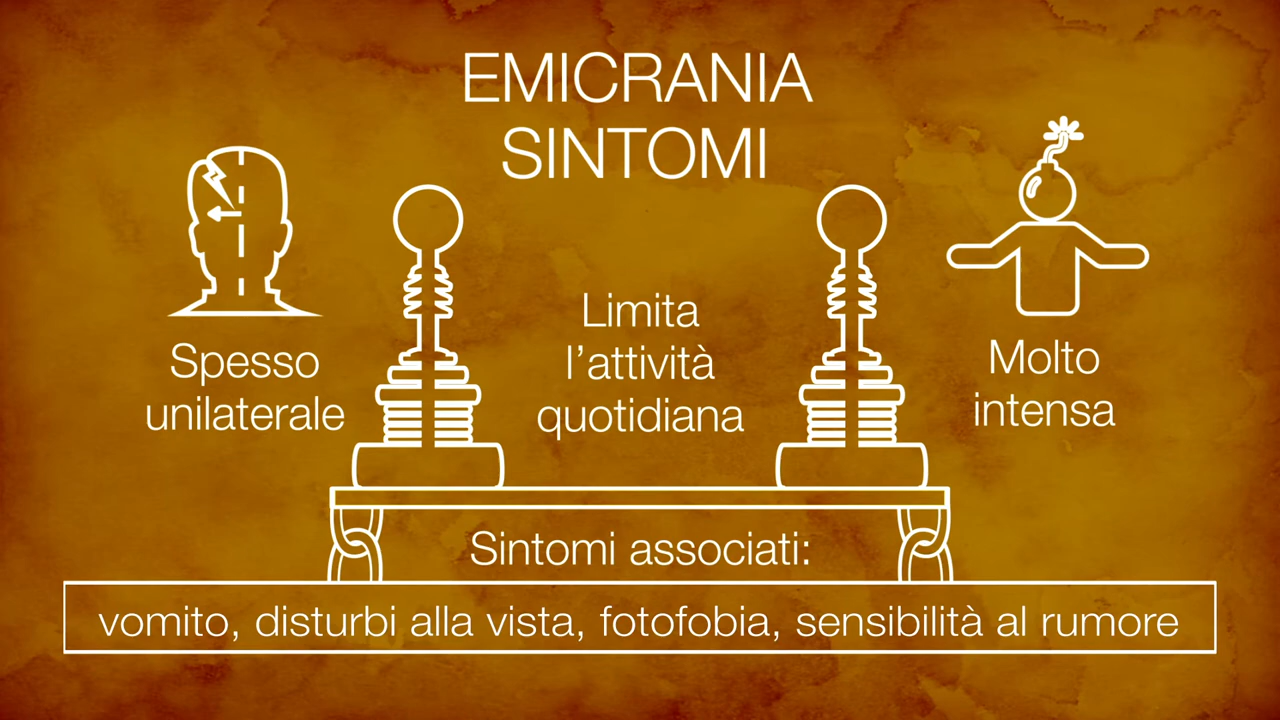 EMICRANIA
SINTOMI
Spesso
unilaterale
Limita
l’attività
quotidiana
Molto
intensa
Sintomi associati:
vomito, disturbi alla vista, fotofobia, sensibilità al rumore